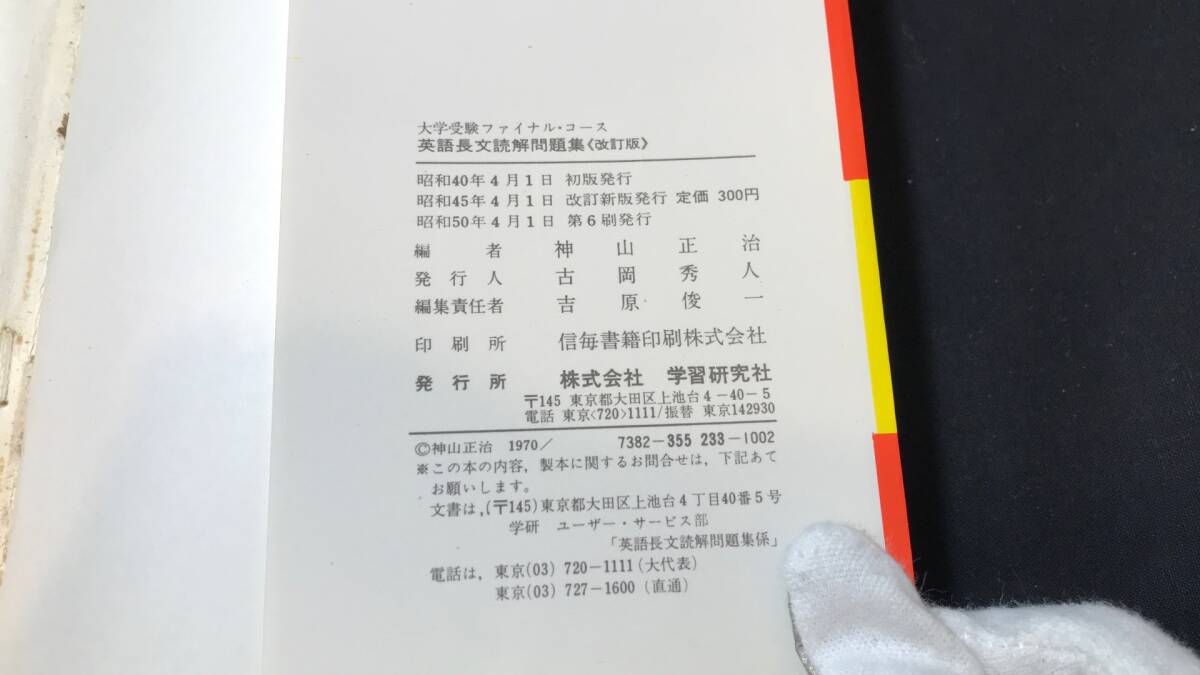 大学受験ファイナル・コース
英語長文読解問題集《改訂版》
昭和40年4月1日 初版発行
昭和45年4月1日 改訂新版発行 定価 300円
昭和50年4月1日 第6刷発行
編者 神山正治
発行人 古岡秀人
編集責任者 吉原俊一
印刷所 信毎書籍印刷株式会社
発行所 株式会社 学習研究社
〒145 東京都大田区上池台4-40-5
電話 東京<720>1111/振替 東京142930
©神山正治 1970/ 7382-355 233-1002
※この本の内容,製本に関するお問合せは,下記あて
お願いします。
文書は,(〒145)東京都大田区上池台4丁目40番5号
学研 ユーザー・サービス部
「英語長文読解問題集係」
電話は,東京(03) 720-1111(大代表)
東京(03) 727-1600 (直通)